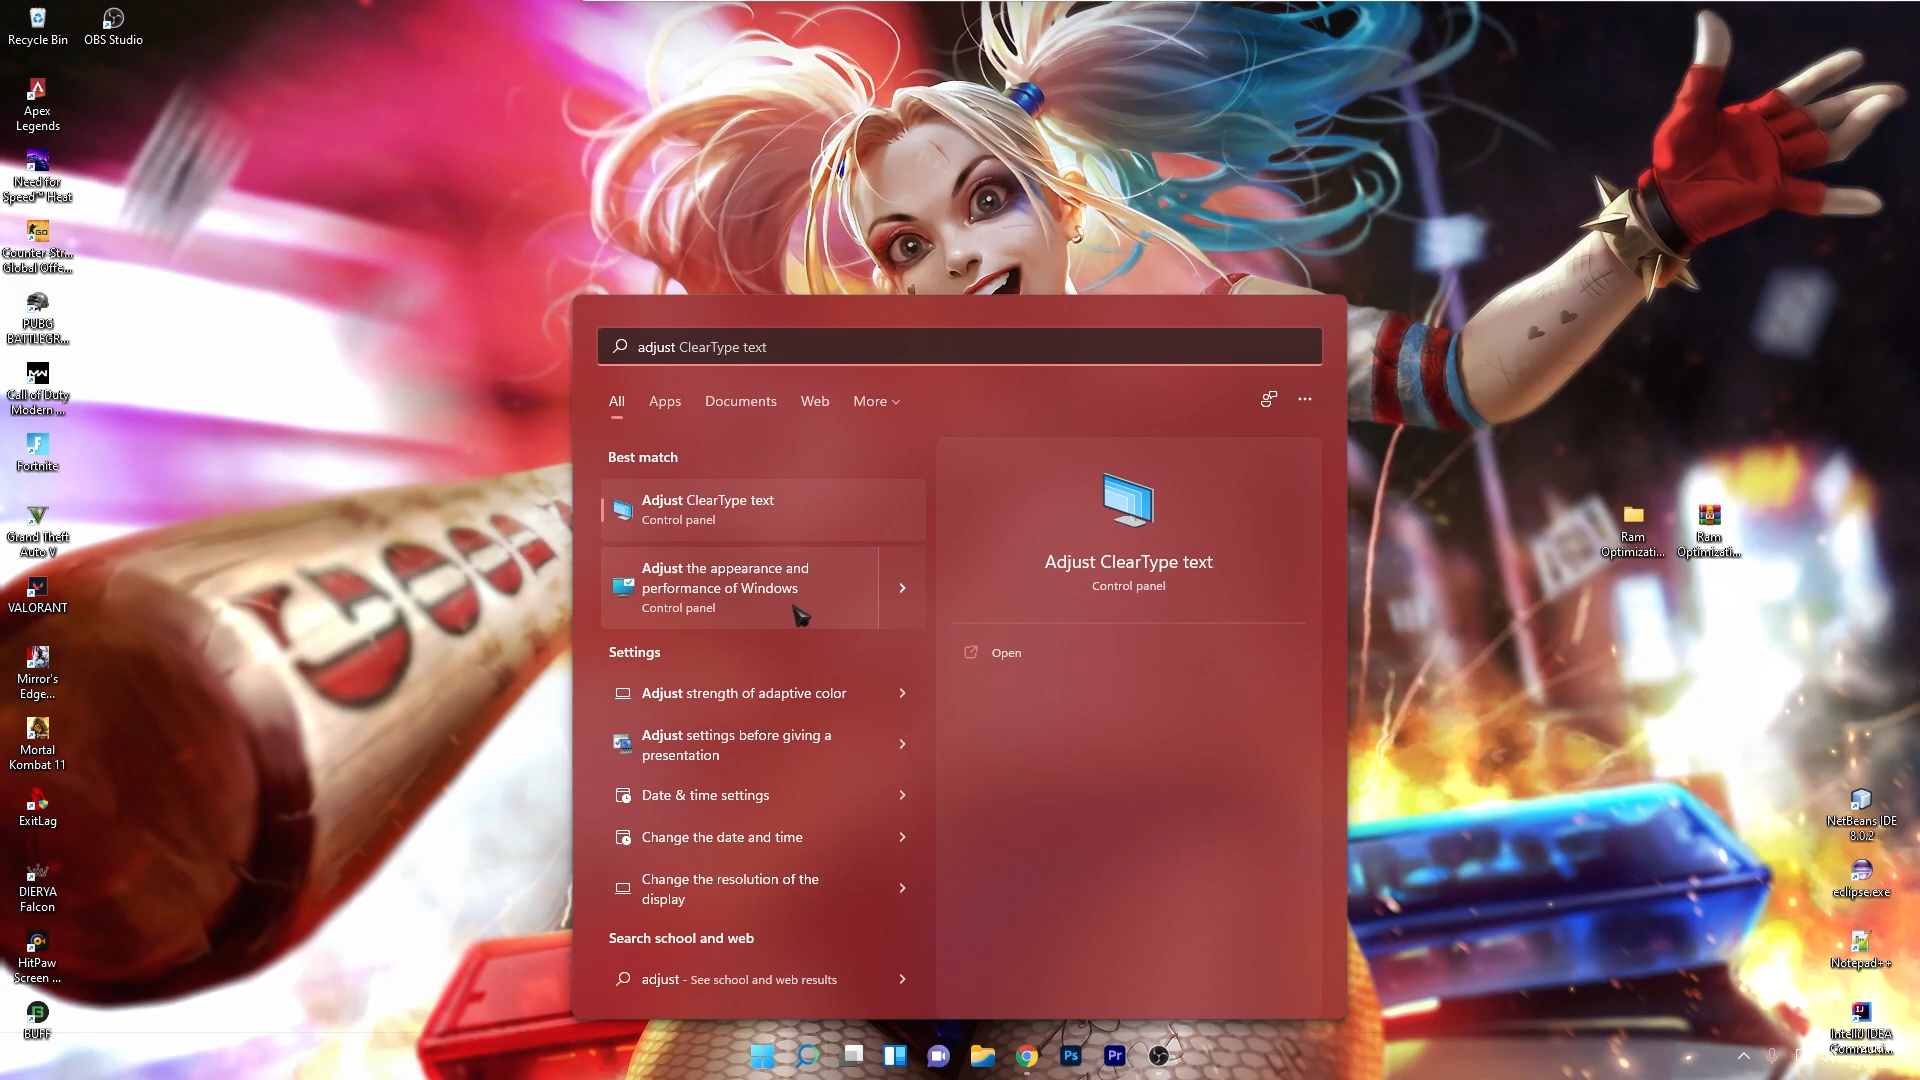 Recycle Bin
OBS Studio
Apex
Legends
Need for
Speed™ Heat
Counter-Str...
Global Offe...
PUBG
BATTLEGR...
Call of Duty
Modern ...
Fortnite
Grand Theft
Auto V
VALORANT
Mirror's
Edge...
Mortal
Kombat 11
ExitLag
DIERYA
Falcon
HitPaw
Screen ...
BUFF
adjust ClearType text
All
Apps
Documents
Web
More
Best match
Adjust ClearType text
Control panel
Adjust the appearance and
performance of Windows
Control panel
Settings
Adjust strength of adaptive color
Adjust settings before giving a
presentation
Date & time settings
Change the date and time
Change the resolution of the
display
Search school and web
adjust - See school and web results
Adjust ClearType text
Control panel
Open
Ram
Optimizati...
Ram
Optimizati...
NetBeans IDE
8.0.2
eclipse.exe
Notepad++
IntelliJ IDEA
Communi...
Ps
Pr